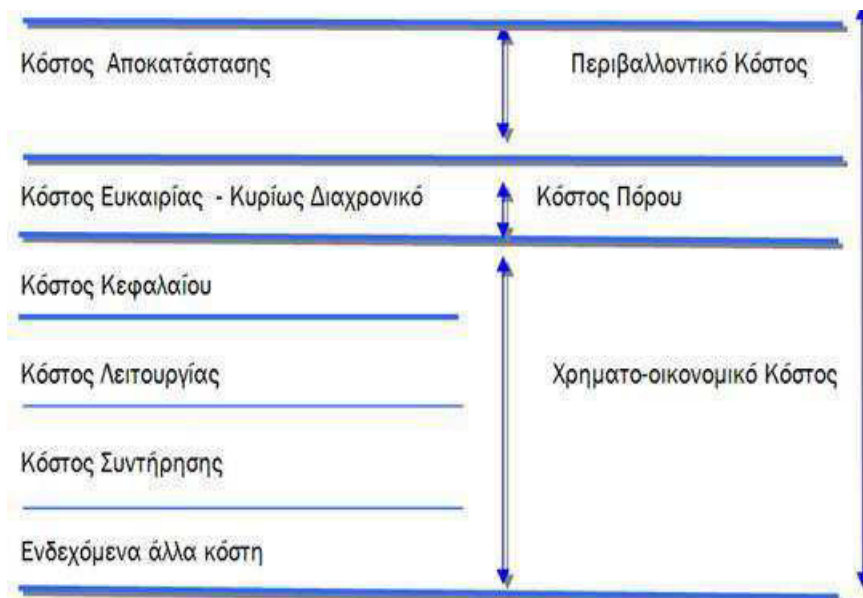 Κόστος Αποκατάστασης
Περιβαλλοντικό Κόστος
Κόστος Ευκαιρίας - Κυρίως Διαχρονικό
Κόστος Πόρου
Κόστος Κεφαλαίου
Κόστος Λειτουργίας
Χρηματο-οικονομικό Κόστος
Κόστος Συντήρησης
Ενδεχόμενα άλλα κόστη